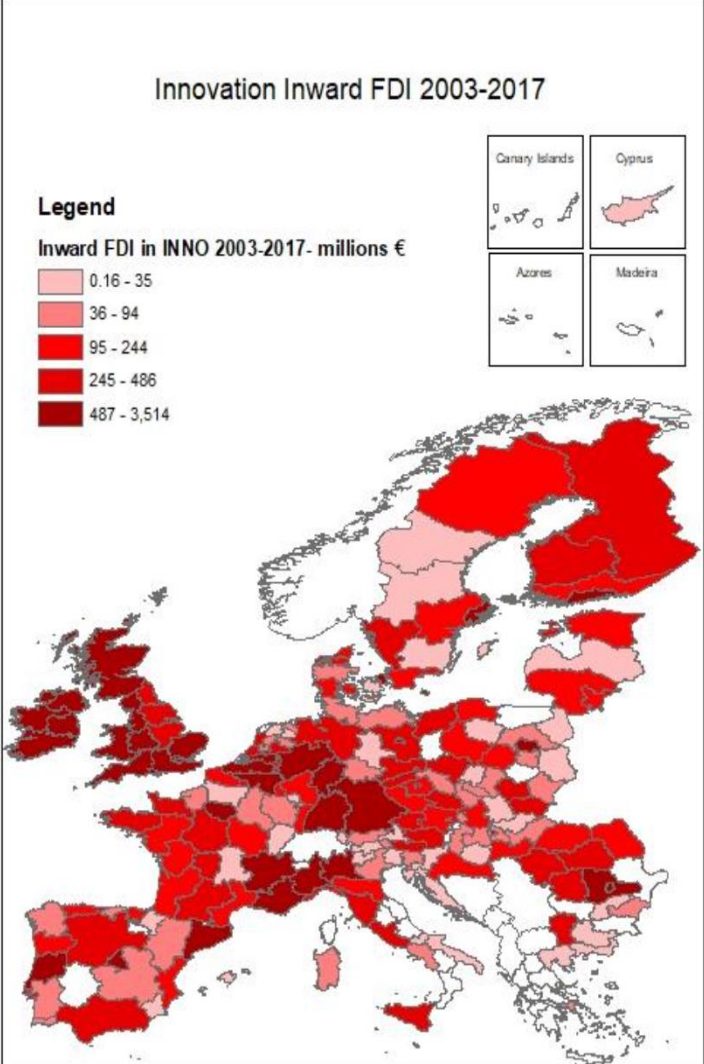 Innovation Inward FDI 2003-2017
Canary Islands
Cyprus
Azores
Madeira
Legend
Inward FDI in INNO 2003-2017- millions €
0.16 - 35
36 - 94
95 - 244
245 - 486
487 - 3,514